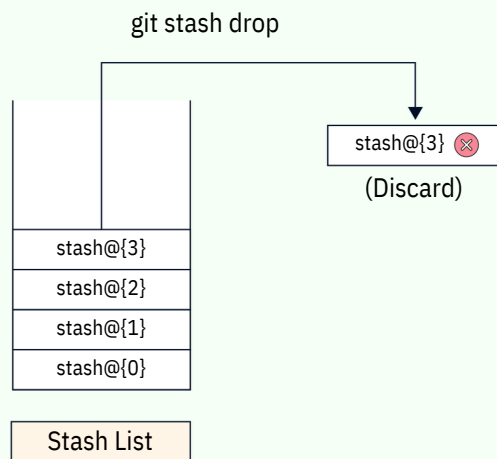 git stash drop
stash@{3}
(Discard)
stash@{3}
stash@{2}
stash@{1}
stash@{0}
Stash List